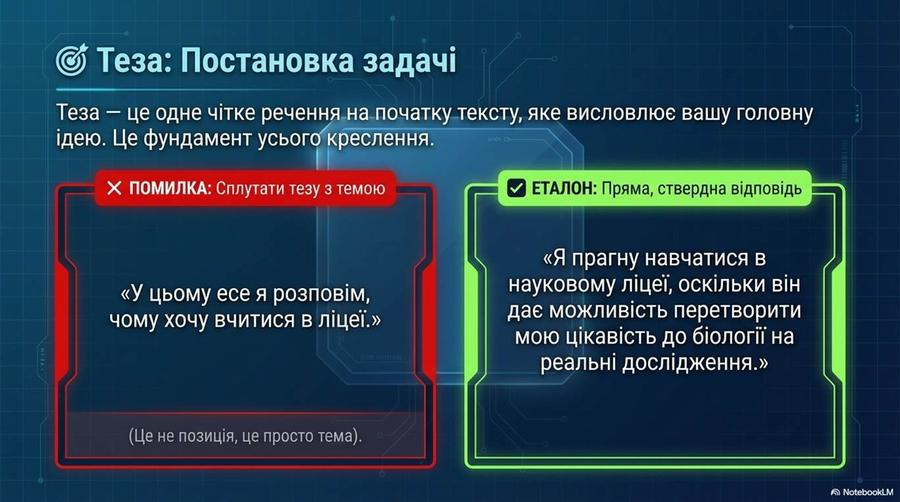 Теза: Постановка задачі
Теза — це одне чітке речення на початку тексту, яке висловлює вашу головну
ідею. Це фундамент усього креслення.
ПОМИЛКА: Сплутати тезу з темою
«У цьому есе я розповім,
чому хочу вчитися в ліцеї.»
(Це не позиція, це просто тема).
ЕТАЛОН: Пряма, ствердна відповідь
«Я прагну навчатися в
науковому ліцеї, оскільки він
дає можливість перетворити
мою цікавість до біології на
реальні дослідження.»
NotebookLM